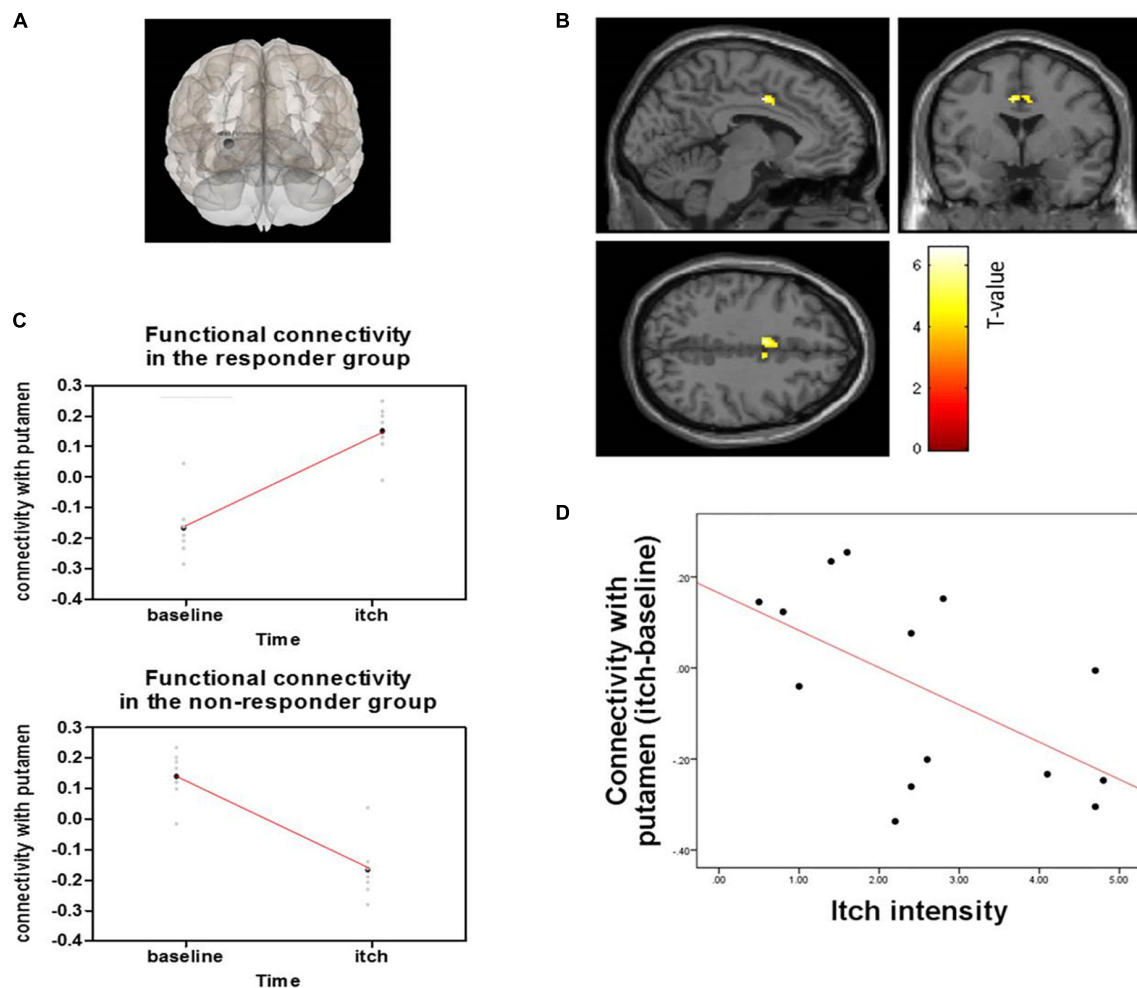 A
B
6
4
2
0
T-value
C
Functional connectivity
in the responder group
connectivity with putamen
0.3
0.2
0.1
0.0
-0.1
-0.2
-0.3
-0.4
baseline
itch
Time
Functional connectivity
in the non-responder group
connectivity with putamen
0.3
0.2
0.1
0.0
-0.1
-0.2
-0.3
-0.4
baseline
itch
Time
D
Connectivity with
putamen (itch-baseline)
.20
.00
-.20
-.40
.00
1.00
2.00
3.00
4.00
5.00
Itch intensity